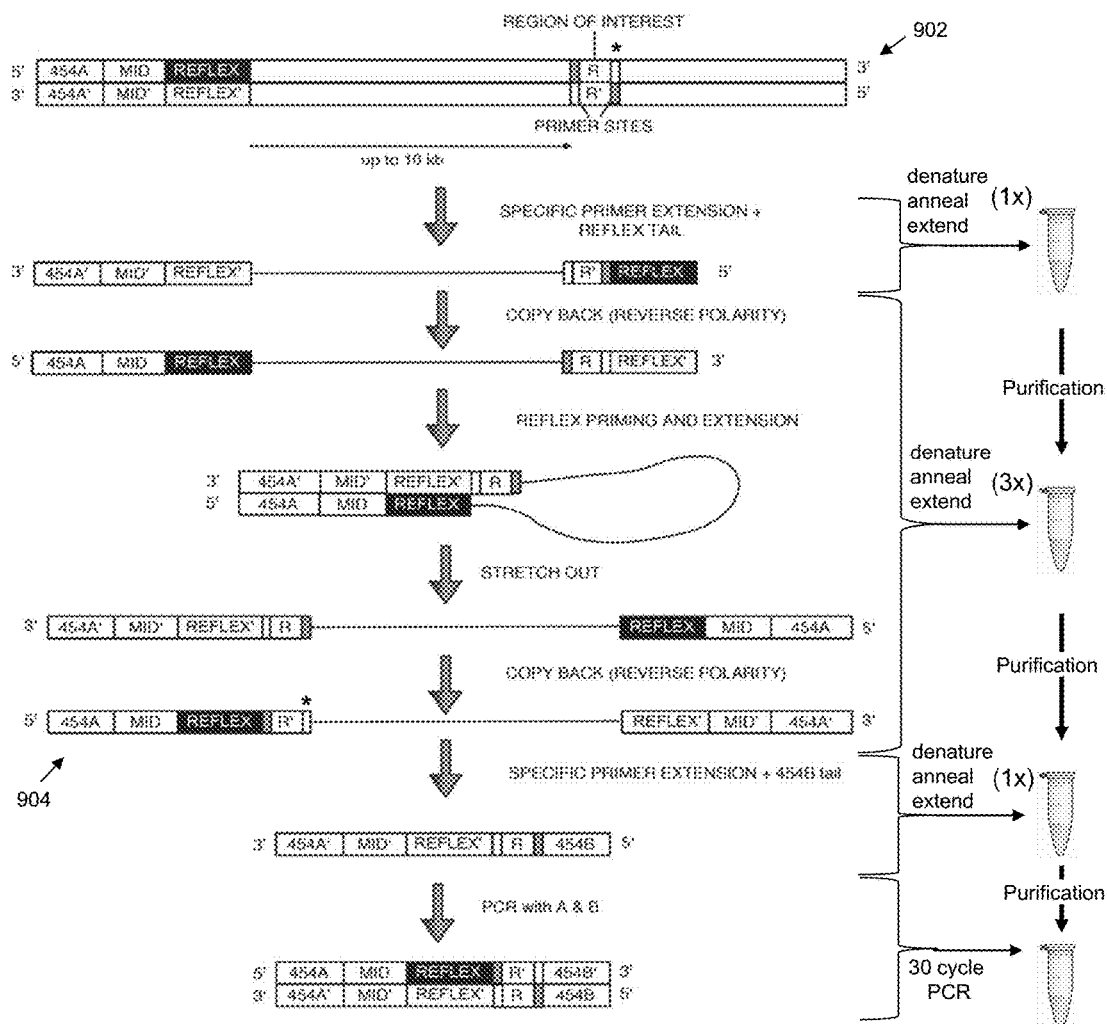 REGION OF INTEREST
*
902
5' 454A MID REFLEX R 3'
3' 454A' MID' REFLEX' R' 5'
PRIMER SITES
up to 10 kb
denature
anneal (1x)
extend
SPECIFIC PRIMER EXTENSION +
REFLEX TAIL
3' 454A' MID' REFLEX' R' REFLEX 5'
COPY BACK (REVERSE POLARITY)
5' 454A MID REFLEX R REFLEX' 3'
Purification
REFLEX PRIMING AND EXTENSION
3' 454A' MID' REFLEX' R
5' 454A MID REFLEX
denature
anneal (3x)
extend
STRETCH OUT
3' 454A' MID' REFLEX' R REFLEX MID 454A 5'
COPY BACK (REVERSE POLARITY)
Purification
*
5' 454A MID REFLEX R' REFLEX' MID' 454A' 3'
904
SPECIFIC PRIMER EXTENSION + 454B tail
denature
anneal (1x)
extend
3' 454A' MID' REFLEX' R 454B 5'
Purification
PCR with A & B
5' 454A MID REFLEX R' 454B' 3'
3' 454A' MID' REFLEX' R 454B 5'
30 cycle
PCR